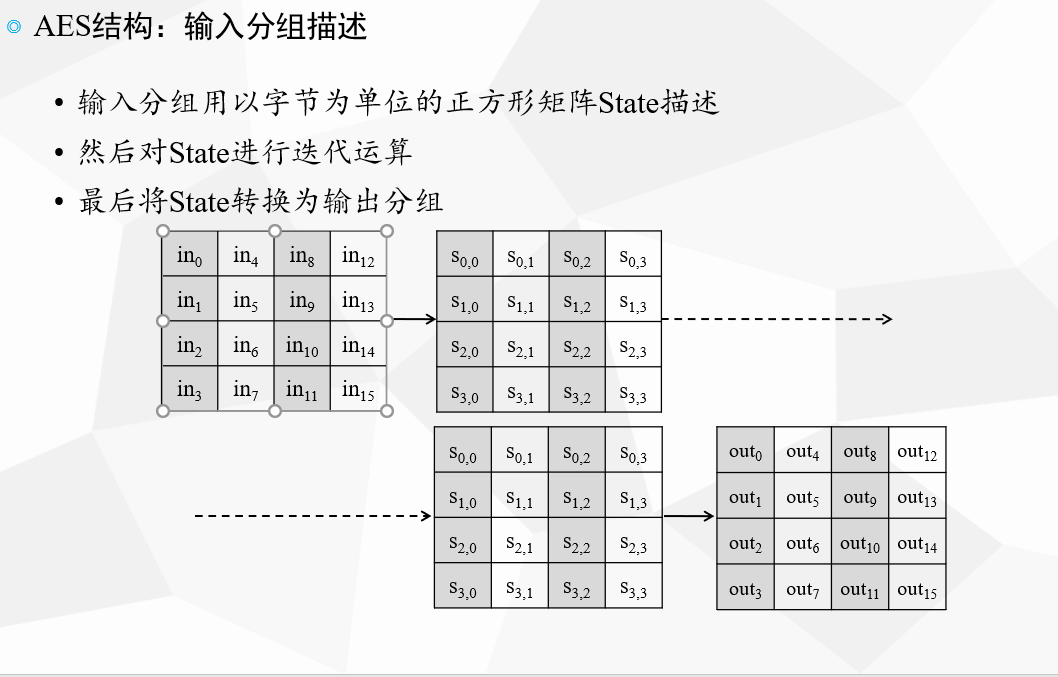 AES结构：输入分组描述
• 输入分组用以字节为单位的正方形矩阵State描述
• 然后对State进行迭代运算
• 最后将State转换为输出分组
in₀ in₄ in₈ in₁₂
in₁ in₅ in₉ in₁₃
in₂ in₆ in₁₀ in₁₄
in₃ in₇ in₁₁ in₁₅
s0,0 s0,1 s0,2 s0,3
s1,0 s1,1 s1,2 s1,3
s2,0 s2,1 s2,2 s2,3
s3,0 s3,1 s3,2 s3,3
s0,0 s0,1 s0,2 s0,3
s1,0 s1,1 s1,2 s1,3
s2,0 s2,1 s2,2 s2,3
s3,0 s3,1 s3,2 s3,3
out₀ out₄ out₈ out₁₂
out₁ out₅ out₉ out₁₃
out₂ out₆ out₁₀ out₁₄
out₃ out₇ out₁₁ out₁₅